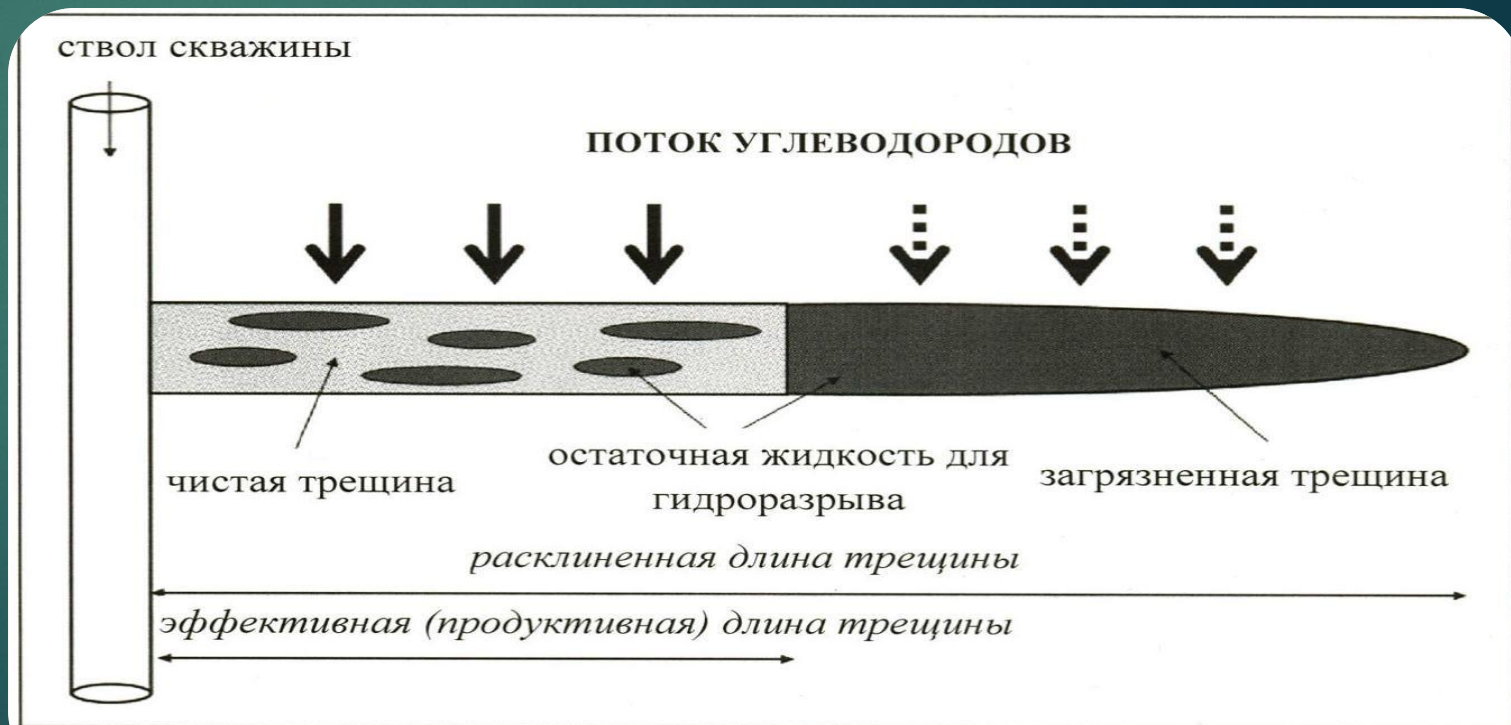 ствол скважины
ПОТОК УГЛЕВОДОРОДОВ
чистая трещина
остаточная жидкость для
гидроразрыва
загрязненная трещина
расклиненная длина трещины
эффективная (продуктивная) длина трещины